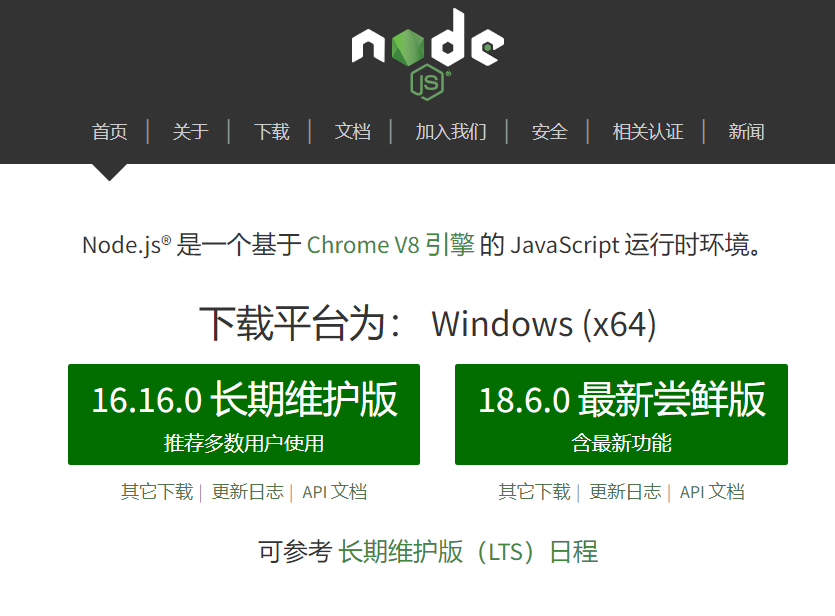 node
JS®
首页 | 关于 | 下载 | 文档 | 加入我们 | 安全 | 相关认证 | 新闻
Node.js® 是一个基于 Chrome V8 引擎 的 JavaScript 运行时环境。
下载平台为： Windows (x64)
16.16.0 长期维护版
推荐多数用户使用
其它下载 | 更新日志 | API 文档
18.6.0 最新尝鲜版
含最新功能
其它下载 | 更新日志 | API 文档
可参考 长期维护版（LTS）日程